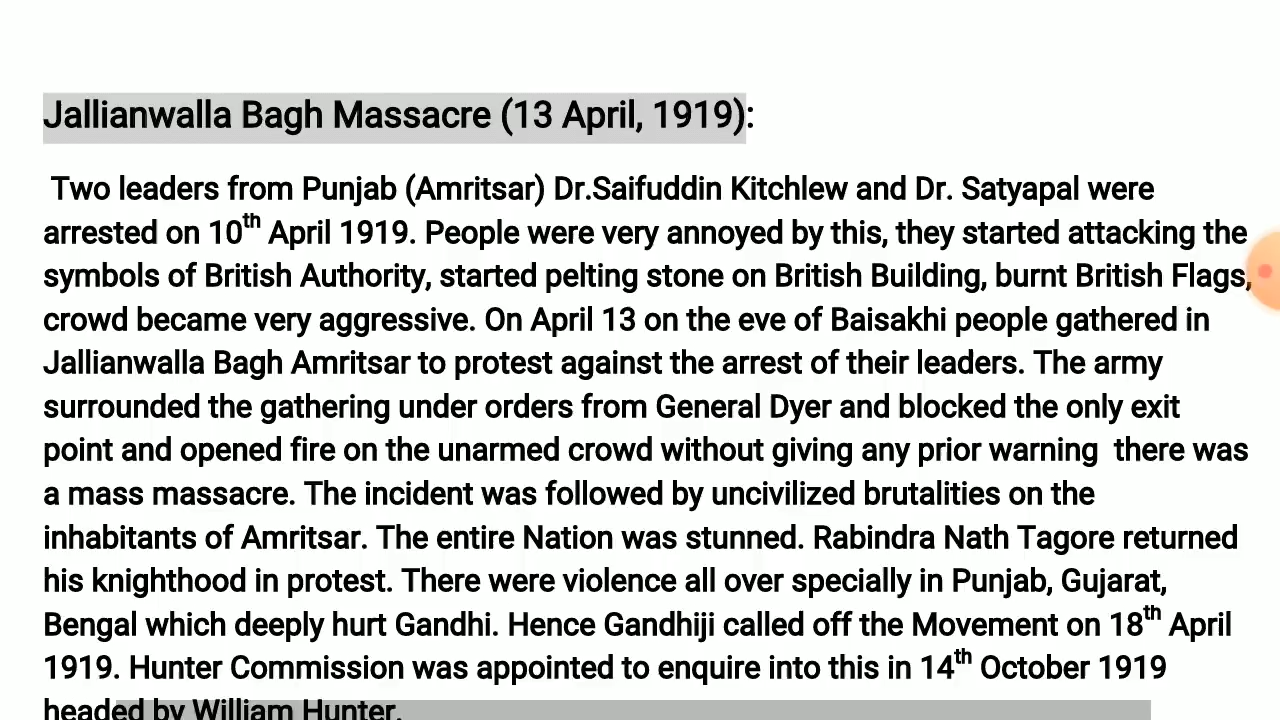 Jallianwalla Bagh Massacre (13 April, 1919):
Two leaders from Punjab (Amritsar) Dr.Saifuddin Kitchlew and Dr. Satyapal were
arrested on 10th April 1919. People were very annoyed by this, they started attacking the
symbols of British Authority, started pelting stone on British Building, burnt British Flags,
crowd became very aggressive. On April 13 on the eve of Baisakhi people gathered in
Jallianwalla Bagh Amritsar to protest against the arrest of their leaders. The army
surrounded the gathering under orders from General Dyer and blocked the only exit
point and opened fire on the unarmed crowd without giving any prior warning there was
a mass massacre. The incident was followed by uncivilized brutalities on the
inhabitants of Amritsar. The entire Nation was stunned. Rabindra Nath Tagore returned
his knighthood in protest. There were violence all over specially in Punjab, Gujarat,
Bengal which deeply hurt Gandhi. Hence Gandhiji called off the Movement on 18th April
1919. Hunter Commission was appointed to enquire into this in 14th October 1919
headed by William Hunter.